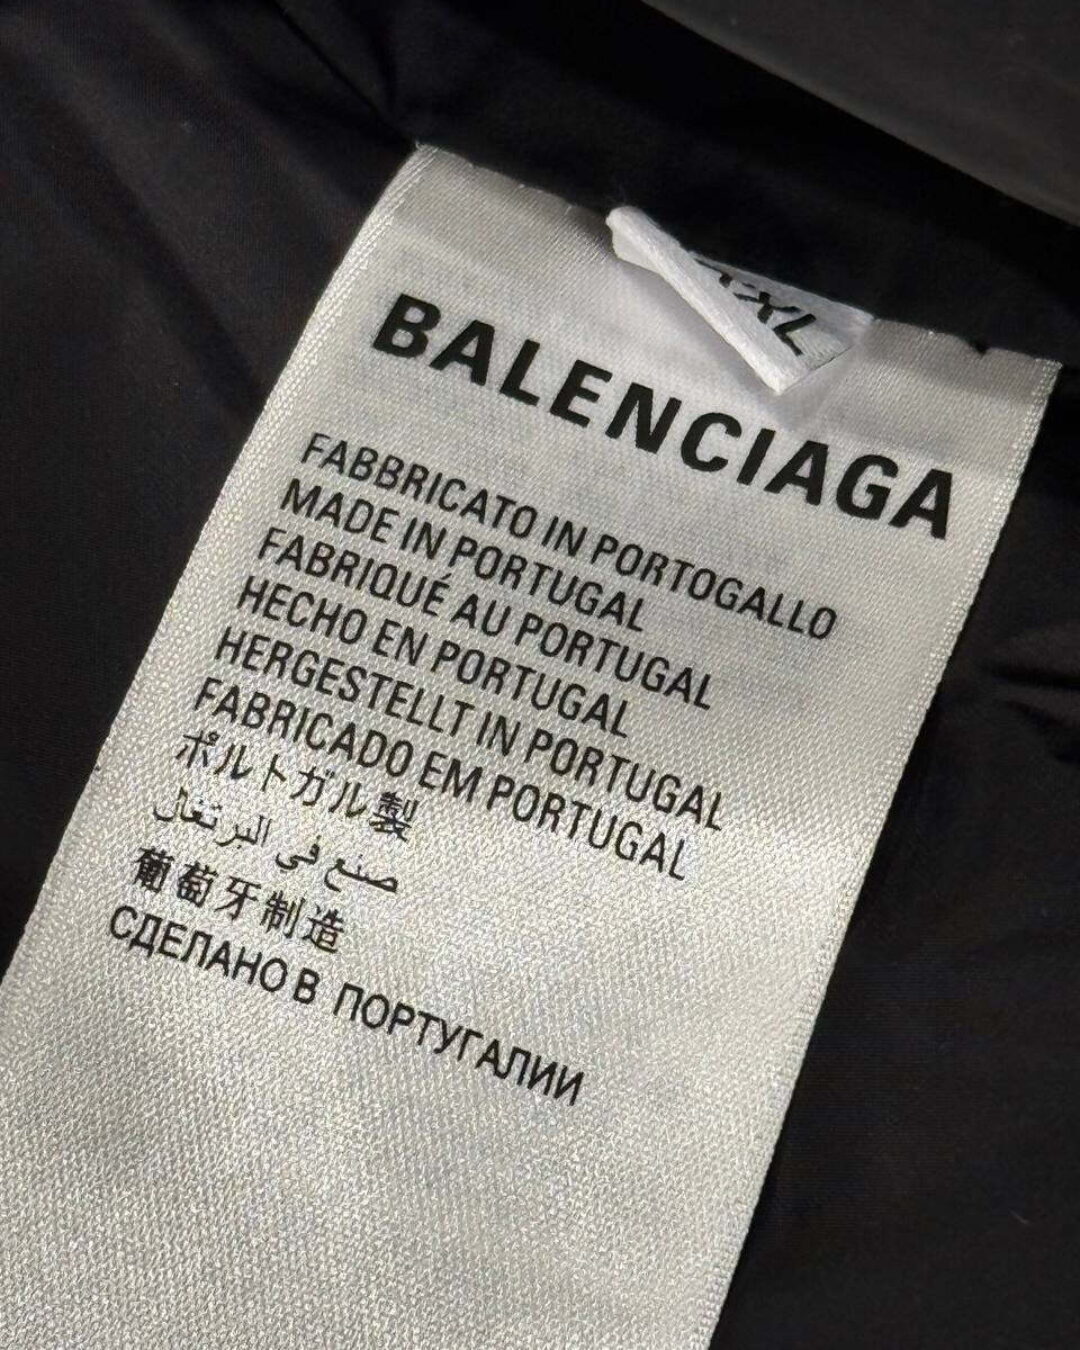 XL
BALENCIAGA
FABBRICATO IN PORTOGALLO
MADE IN PORTUGAL
FABRIQUÉ AU PORTUGAL
HECHO EN PORTUGAL
HERGESTELLT IN PORTUGAL
FABRICADO EM PORTUGAL
ポルトガル製
صنع في البرتغال
葡萄牙制造
СДЕЛАНО В ПОРТУГАЛИИ